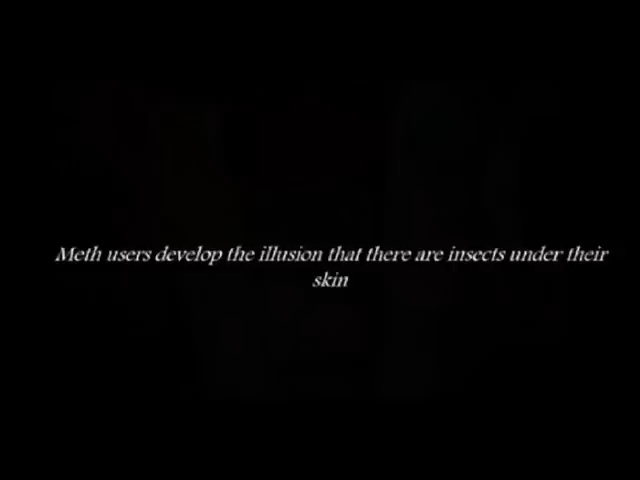 Meth users develop the illusion that there are insects under their
skin